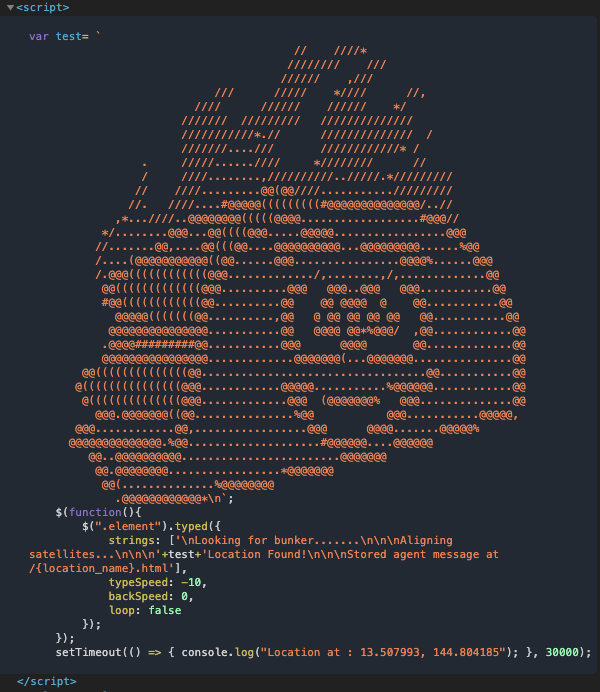 <script>
var test= `
//    ////*
////////    ///
//////    ,///
///      /////    *////      //,
////      //////    //////    */
///////  /////////   //////////////
///////////*.//      //////////////  /
///////....///       ////////////* /
.     /////......////     *////////      //
/     ////........,//////////../////.*/////////
//    ////.........@@(@@////.........../////////
//.   ////....#@@@@@(((((((((#@@@@@@@@@@@@@@/..//
,*...////..@@@@@@@@(((((@@@@..................#@@@//
*/........@@@...@@((((@@@.....@@@@@.................@@@
//.......@@,....@@(((@@....@@@@@@@@@@...@@@@@@@@@......%@@
/....(@@@@@@@@@@@((@@......@@@................@@@@%......@@@
/.@@@((((((((((((@@@............./,........,/,.............@@
@@(((((((((((((@@@..........@@@   @@@..@@@   @@@...........@@
#@@((((((((((((@@..........@@    @@ @@@@  @    @@...........@@
@@@@@(((((((@@..........,@@   @ @@ @@ @@ @@   @@...........@@
@@@@@@@@@@@@@@@...........@@   @@@@ @@*%@@@/  ,@@............@@
.@@@@#########@@...........@@@      @@@@       @@.............@@
@@@@@@@@@@@@@@@@.............@@@@@@@(...@@@@@@@...............@@
@@((((((((((((((@@..................................@@...........@@
@(((((((((((((((@@@............@@@@@...........%@@@@@@............@@
@((((((((((((((@@@.............@@@  (@@@@@@@%   @@@..............@@
@@@.@@@@@@@((@@...............%@@           @@@...........@@@@@,
@@@............@@,.................@@@      @@@@.......@@@@@%
@@@@@@@@@@@@@@.%@@....................#@@@@@@....@@@@@@
@@..@@@@@@@@@@........................@@@@@@@
@@.@@@@@@@@.................*@@@@@@@
@@(..............%@@@@@@@@
.@@@@@@@@@@@@*\n`;
$(function(){
$(".element").typed({
strings: ['\nLooking for bunker.......\n\n\nAligning
satellites...\n\n\n'+test+'Location Found!\n\n\nStored agent message at
/{location_name}.html'],
typeSpeed: -10,
backSpeed: 0,
loop: false
});
});
setTimeout(() => { console.log("Location at : 13.507993, 144.804185"); }, 30000);
</script>